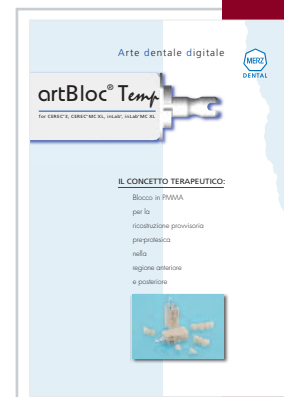 Arte dentale digitale
MERZ
DENTAL
artBloc® Temp
for CEREC®3, CEREC®MC XL, inLab®, inLab®MC XL
IL CONCETTO TERAPEUTICO:
Blocco in PMMA
per la
ricostruzione provvisoria
pre-protesica
nella
regione anteriore
e posteriore